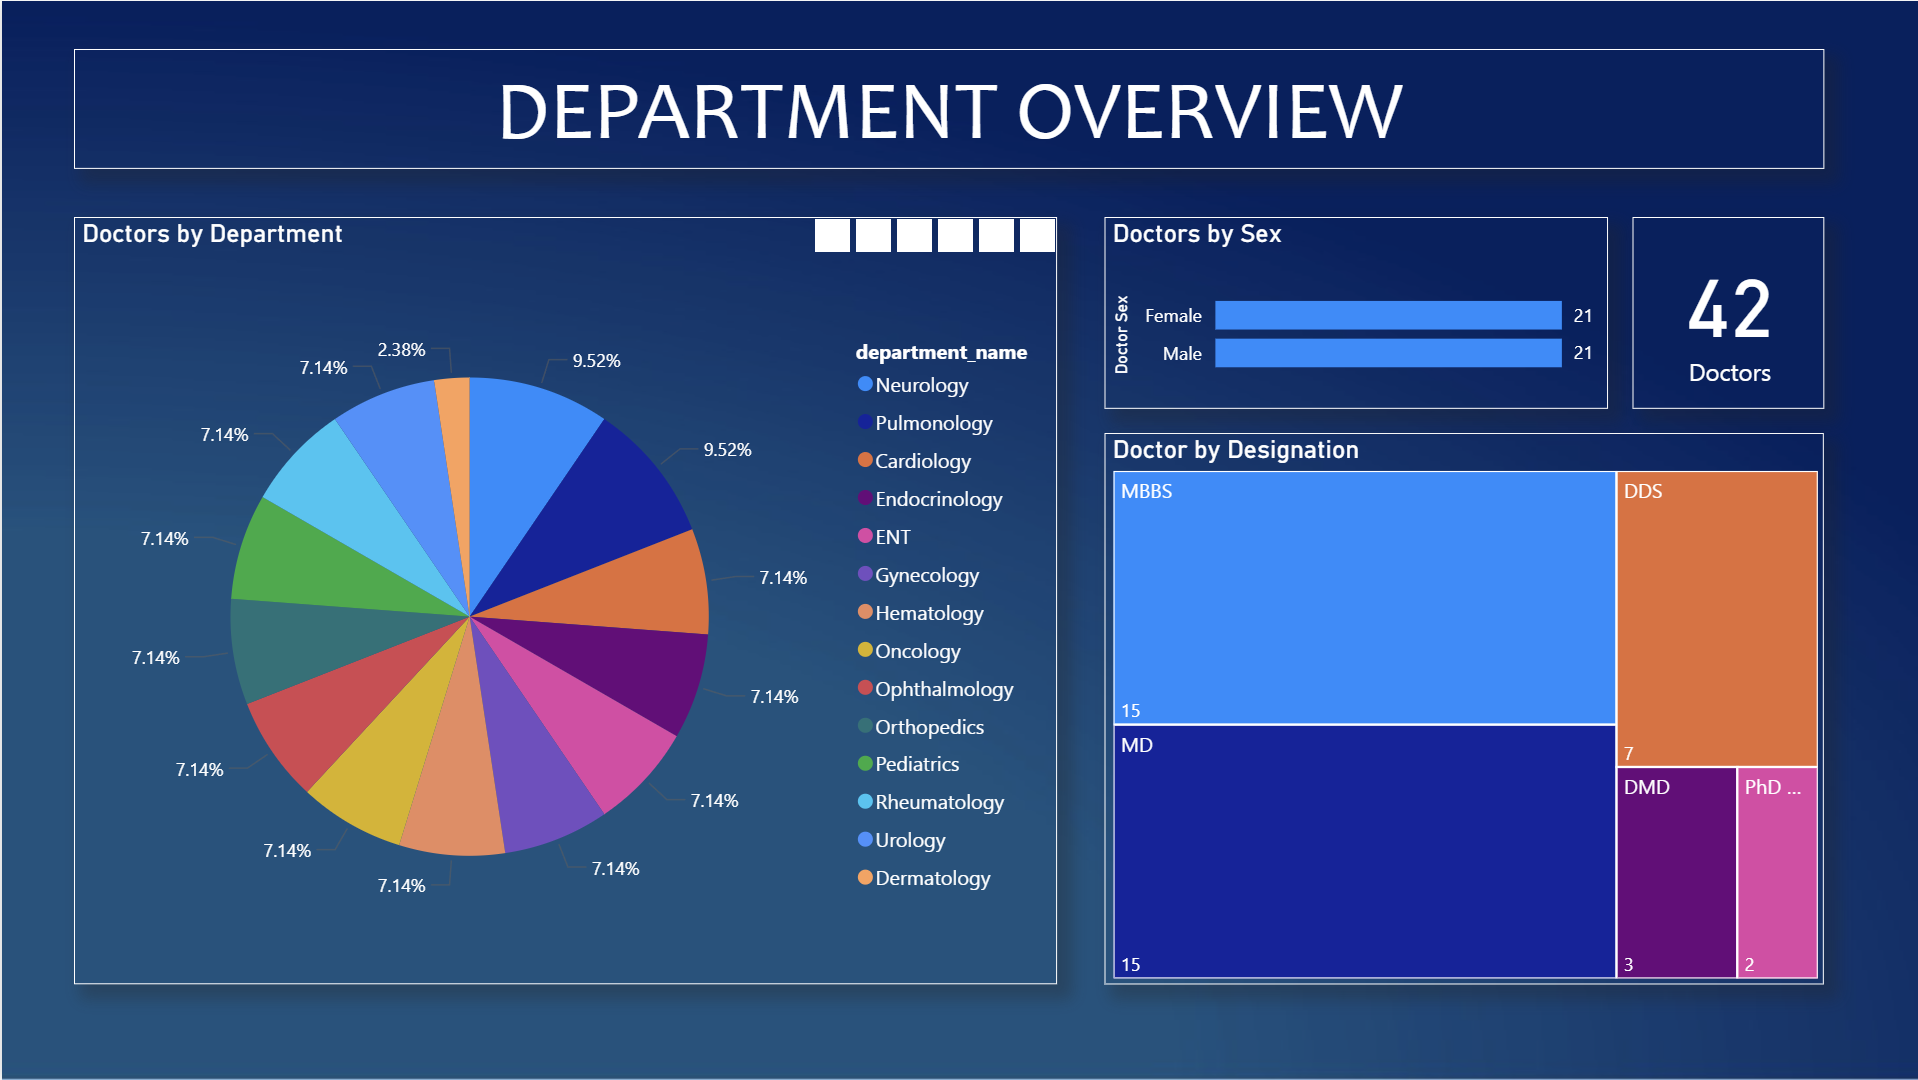 DEPARTMENT OVERVIEW
Doctors by Department
2.38%
7.14%
9.52%
7.14%
9.52%
7.14%
7.14%
7.14%
7.14%
7.14%
7.14%
7.14%
7.14%
7.14%
department_name
Neurology
Pulmonology
Cardiology
Endocrinology
ENT
Gynecology
Hematology
Oncology
Ophthalmology
Orthopedics
Pediatrics
Rheumatology
Urology
Dermatology
Doctors by Sex
Doctor Sex
Female 21
Male 21
42
Doctors
Doctor by Designation
MBBS
15
MD
15
DDS
7
DMD
3
PhD ...
2